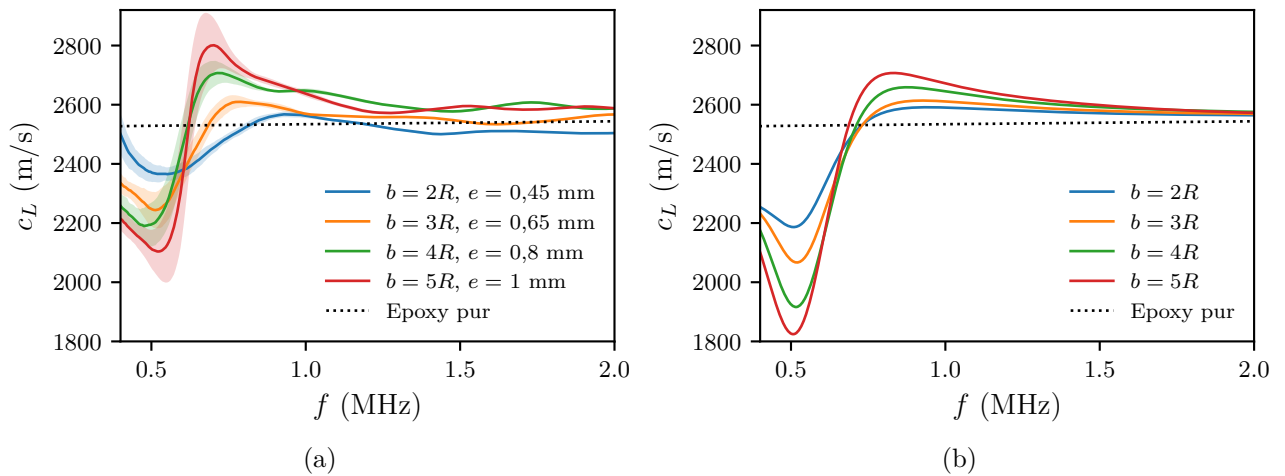 2800
2600
2400
2200
2000
1800
c_L (m/s)
b = 2R, e = 0,45 mm
b = 3R, e = 0,65 mm
b = 4R, e = 0,8 mm
b = 5R, e = 1 mm
Epoxy pur
0.5 1.0 1.5 2.0
f (MHz)
(a)
2800
2600
2400
2200
2000
1800
c_L (m/s)
b = 2R
b = 3R
b = 4R
b = 5R
Epoxy pur
0.5 1.0 1.5 2.0
f (MHz)
(b)